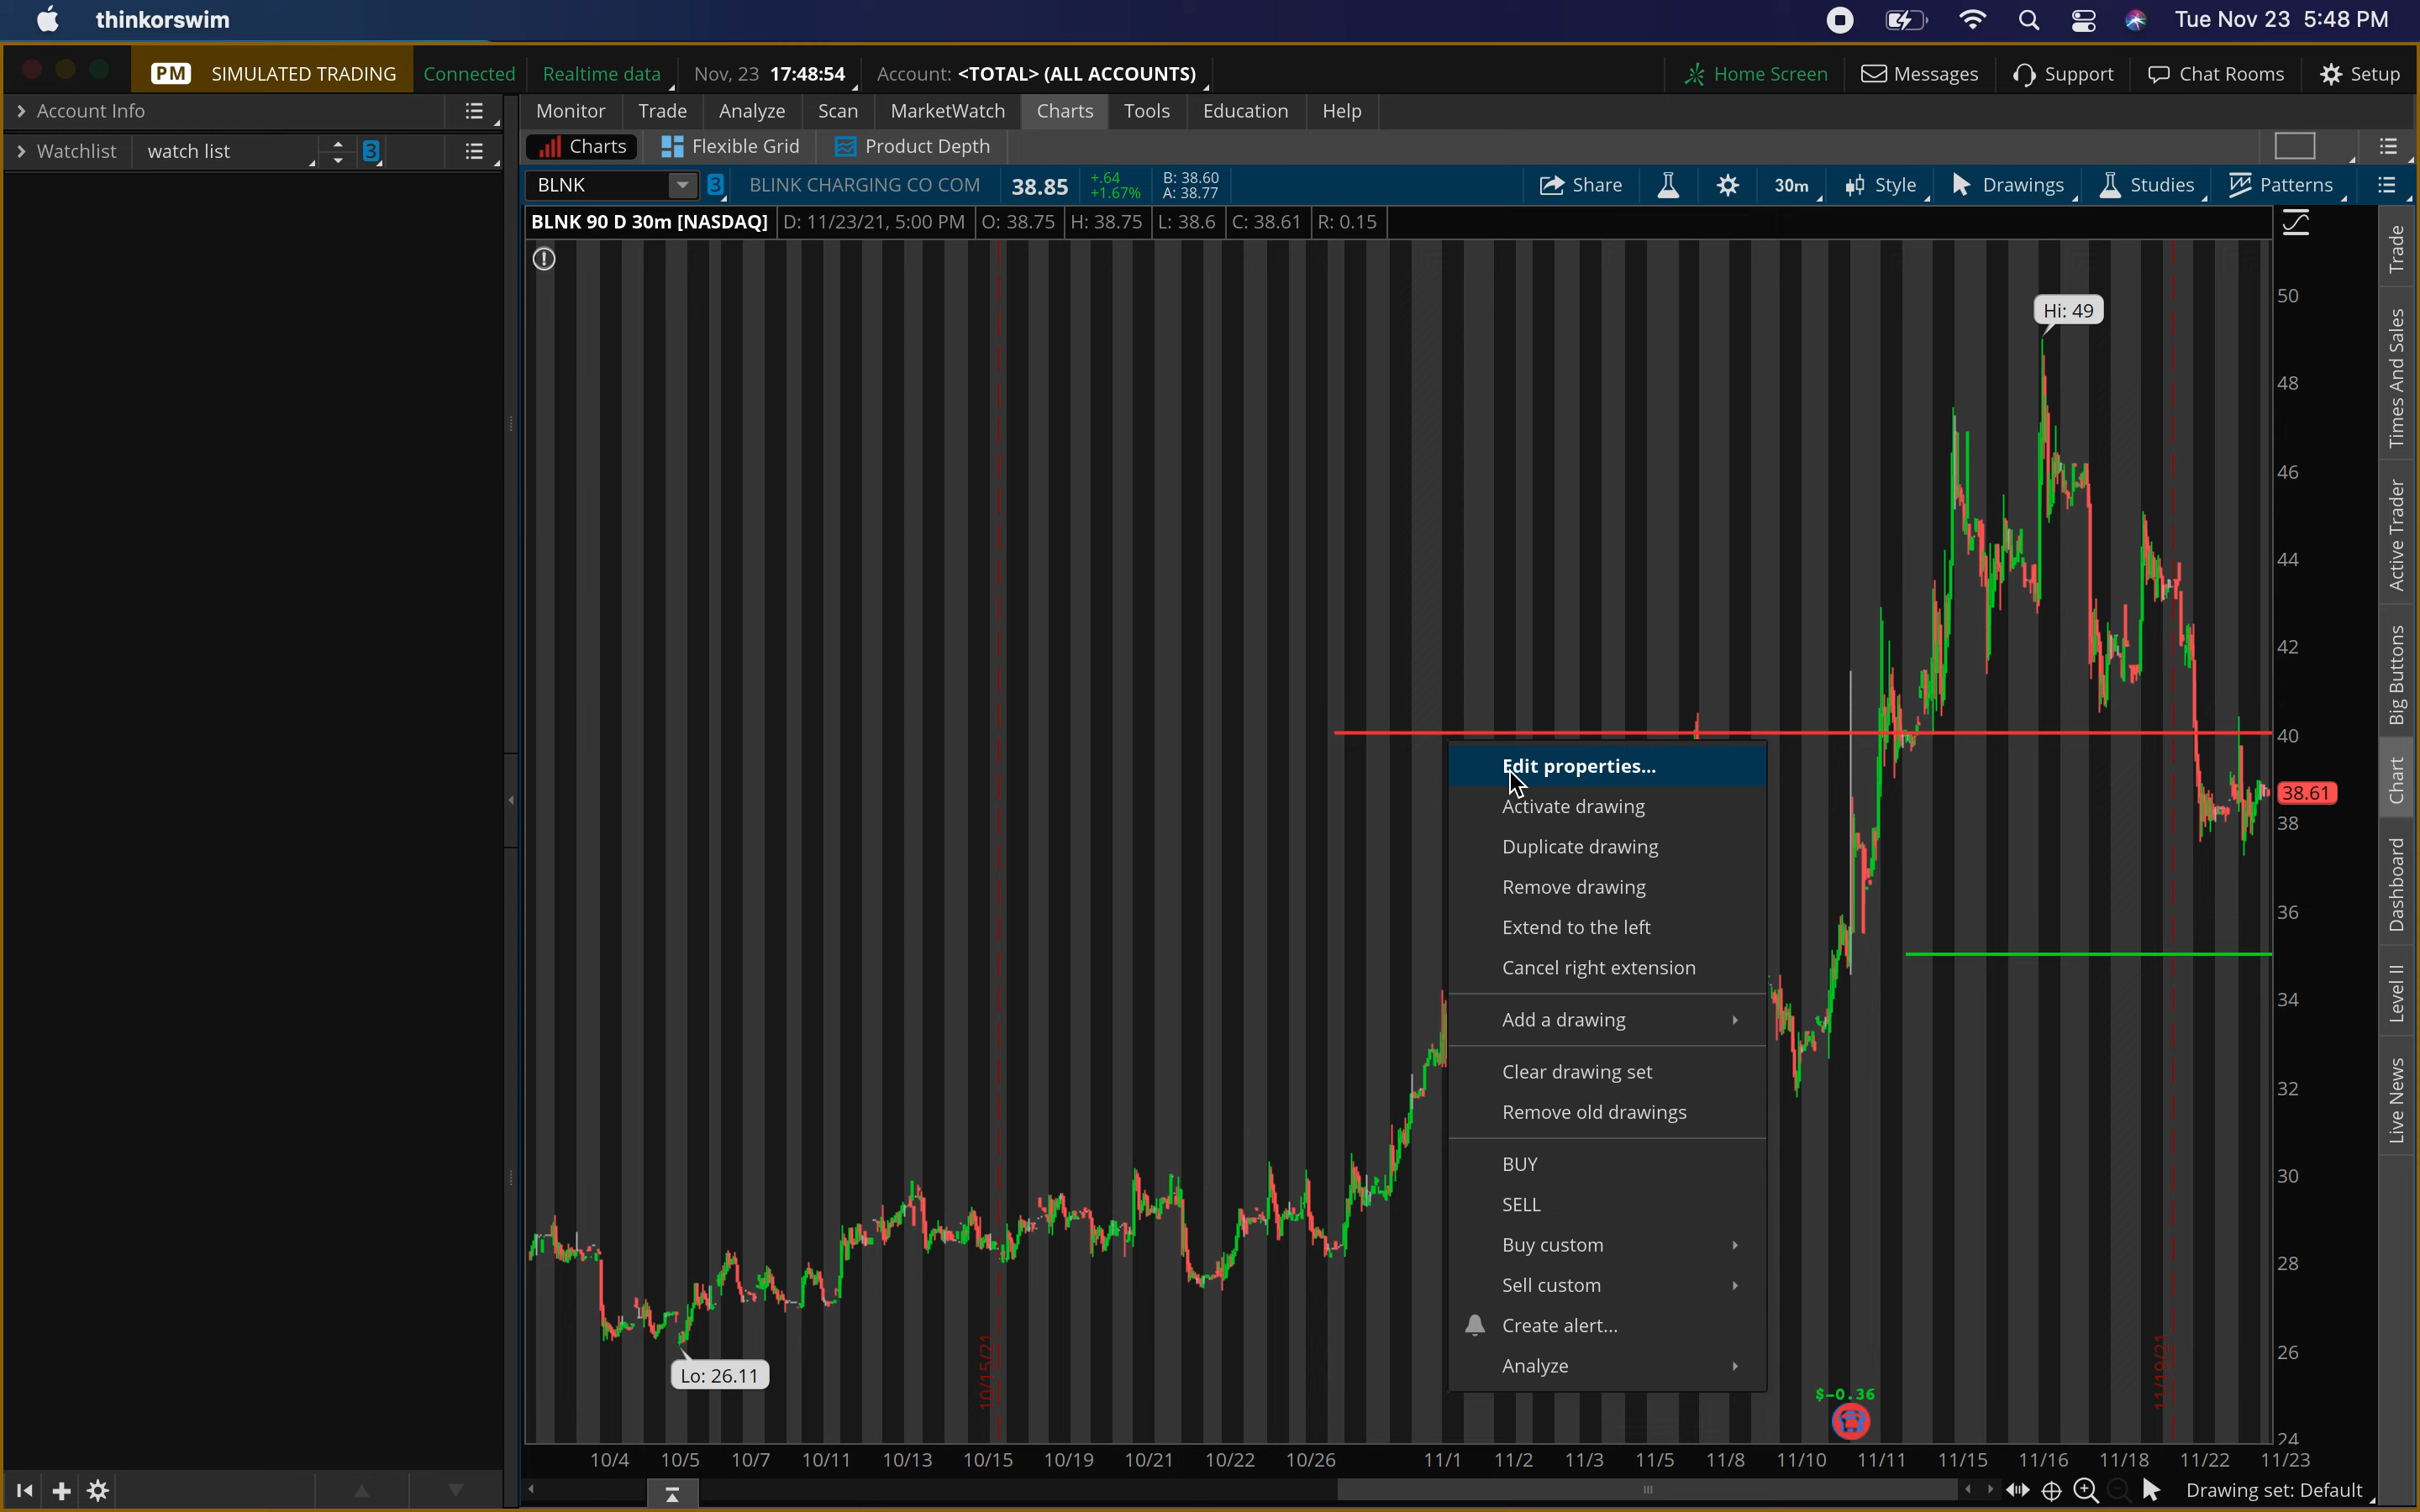 thinkorswim
Tue Nov 23 5:48 PM
PM SIMULATED TRADING Connected Realtime data Nov, 23 17:48:54 Account: <TOTAL> (ALL ACCOUNTS) Home Screen Messages Support Chat Rooms Setup
Account Info
Monitor Trade Analyze Scan MarketWatch Charts Tools Education Help
Watchlist watch list 3
Charts Flexible Grid Product Depth
BLNK 3 BLINK CHARGING CO COM 38.85 +.64 +1.67% B: 38.60 A: 38.77 Share 30m Style Drawings Studies Patterns
BLNK 90 D 30m [NASDAQ] D: 11/23/21, 5:00 PM O: 38.75 H: 38.75 L: 38.6 C: 38.61 R: 0.15
Hi: 49
Lo: 26.11
Edit properties...
Activate drawing
Duplicate drawing
Remove drawing
Extend to the left
Cancel right extension
Add a drawing
Clear drawing set
Remove old drawings
BUY
SELL
Buy custom
Sell custom
Create alert...
Analyze
$-0.36
10/15/21
11/19/21
50
48
46
44
42
40
38.61
38
36
34
32
30
28
26
24
Trade
Times And Sales
Active Trader
Big Buttons
Chart
Dashboard
Level II
Live News
10/4 10/5 10/7 10/11 10/13 10/15 10/19 10/21 10/22 10/26 11/1 11/2 11/3 11/5 11/8 11/10 11/11 11/15 11/16 11/18 11/22 11/23
Drawing set: Default